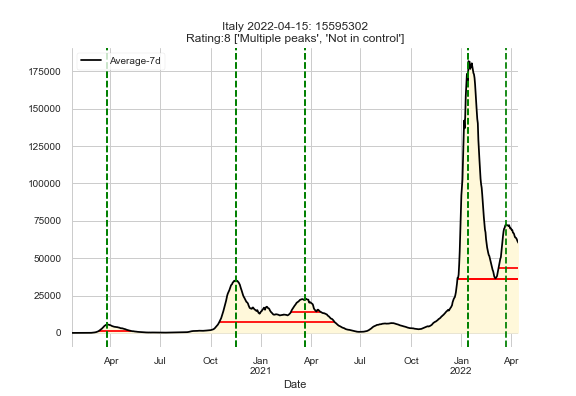 Italy 2022-04-15: 15595302
Rating:8 ['Multiple peaks', 'Not in control']
Average-7d
175000
150000
125000
100000
75000
50000
25000
0
Apr Jul Oct Jan Apr Jul Oct Jan Apr
2021 2022
Date